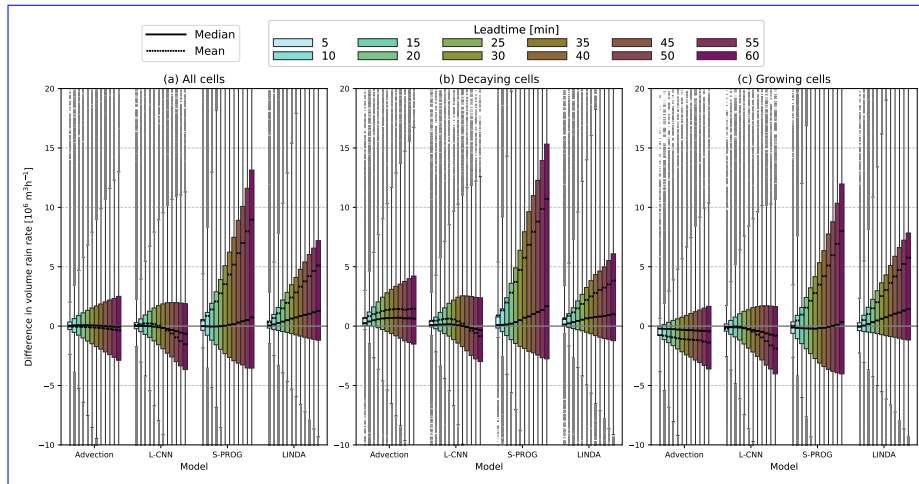 Leadtime [min]
Median
Mean
5 15 25 35 45 55
10 20 30 40 50 60
(a) All cells
(b) Decaying cells
(c) Growing cells
Difference in volume rain rate [10⁶ m³h⁻¹]
20
15
10
5
0
−5
−10
20
15
10
5
0
−5
−10
20
15
10
5
0
−5
−10
Advection L-CNN S-PROG LINDA
Advection L-CNN S-PROG LINDA
Advection L-CNN S-PROG LINDA
Model
Model
Model